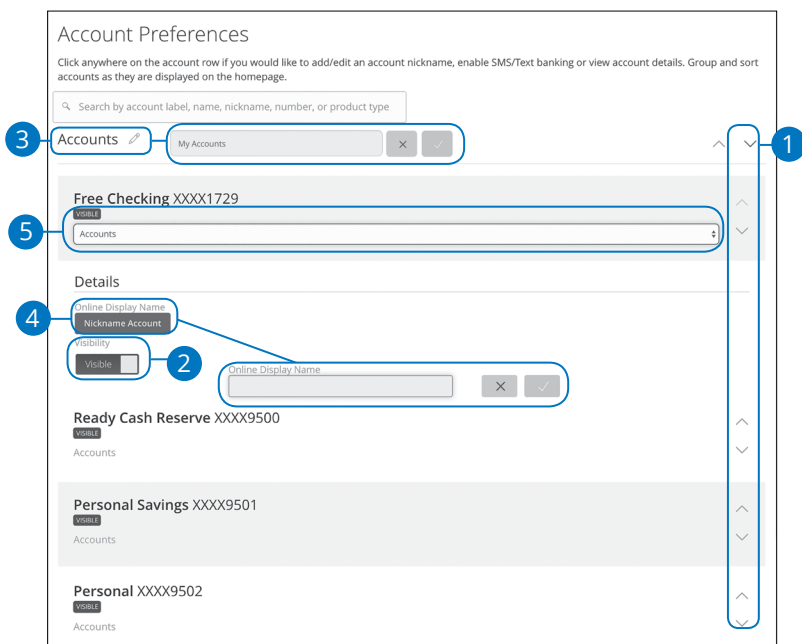 Account Preferences
Click anywhere on the account row if you would like to add/edit an account nickname, enable SMS/Text banking or view account details. Group and sort
accounts as they are displayed on the homepage.
Search by account label, name, nickname, number, or product type
3
Accounts
My Accounts
1
Free Checking XXXX1729
VISIBLE
5
Accounts
Details
4
Online Display Name
Nickname Account
Visibility
Visible
2
Online Display Name
Ready Cash Reserve XXXX9500
VISIBLE
Accounts
Personal Savings XXXX9501
VISIBLE
Accounts
Personal XXXX9502
VISIBLE
Accounts